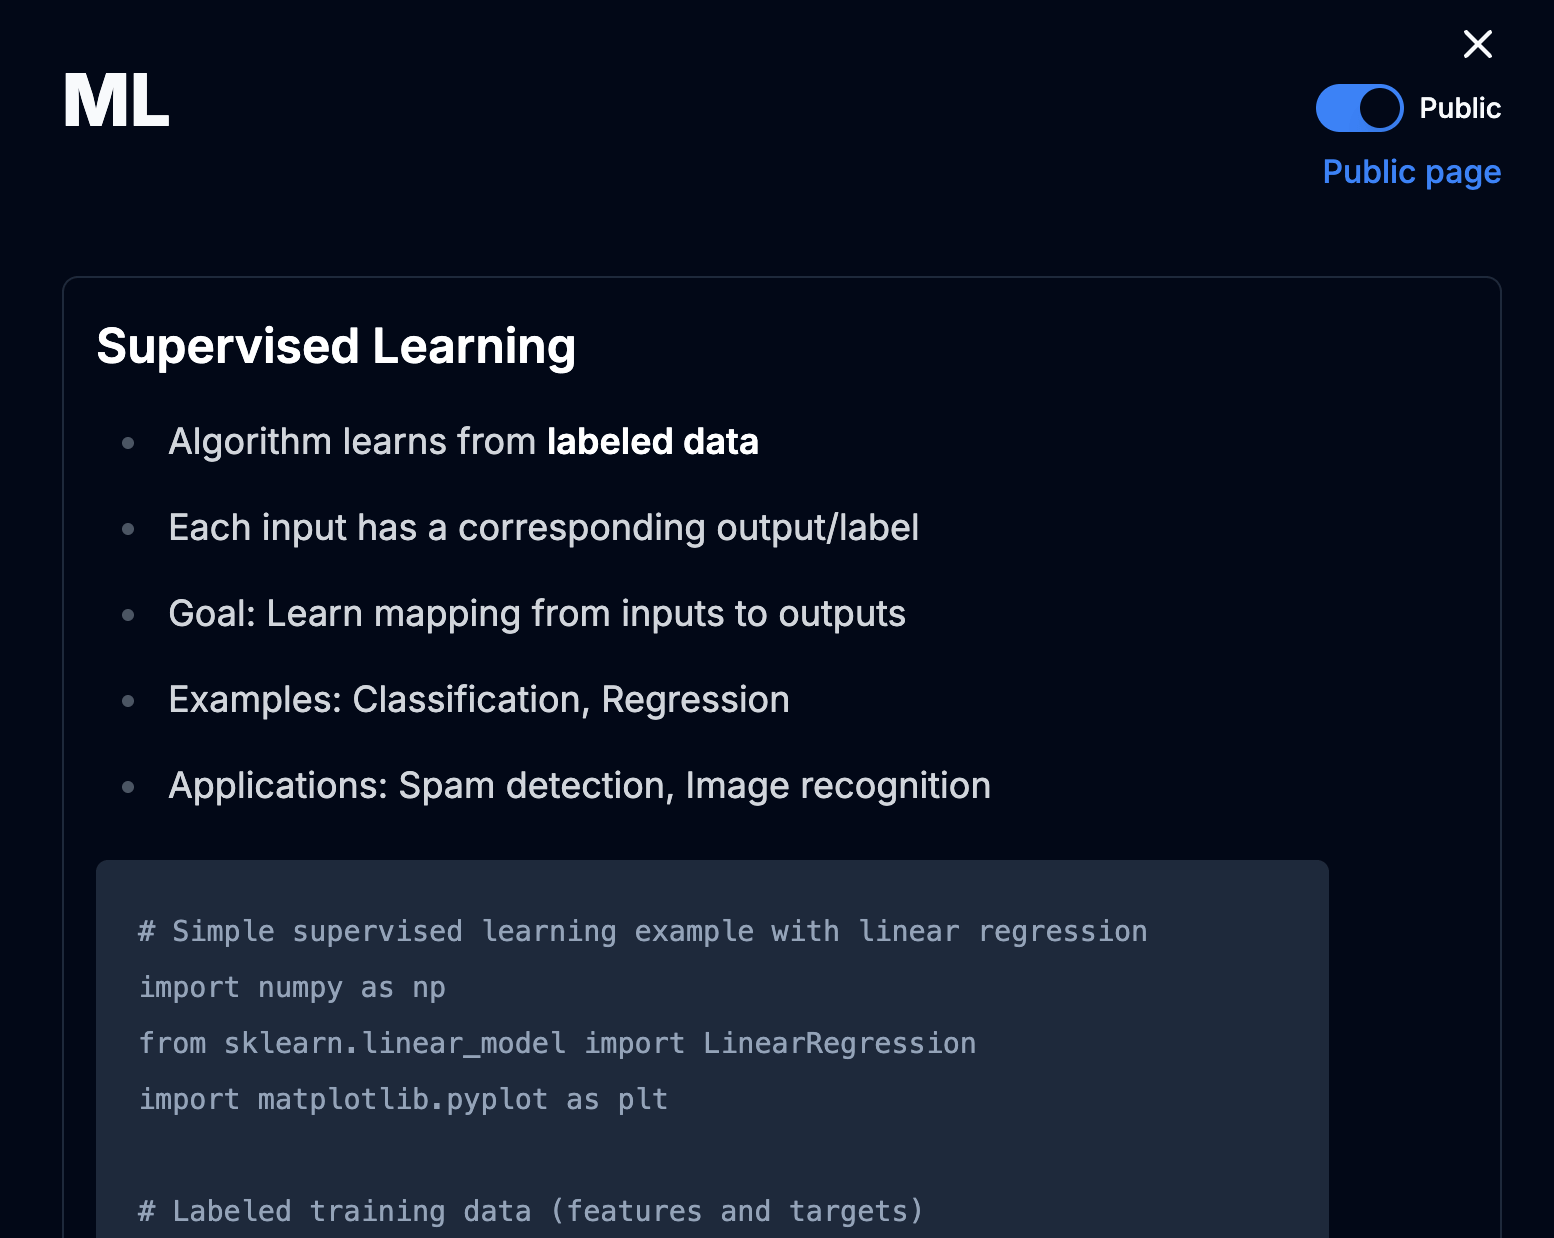 ML
Public
Public page
Supervised Learning
Algorithm learns from labeled data
Each input has a corresponding output/label
Goal: Learn mapping from inputs to outputs
Examples: Classification, Regression
Applications: Spam detection, Image recognition
# Simple supervised learning example with linear regression
import numpy as np
from sklearn.linear_model import LinearRegression
import matplotlib.pyplot as plt
# Labeled training data (features and targets)